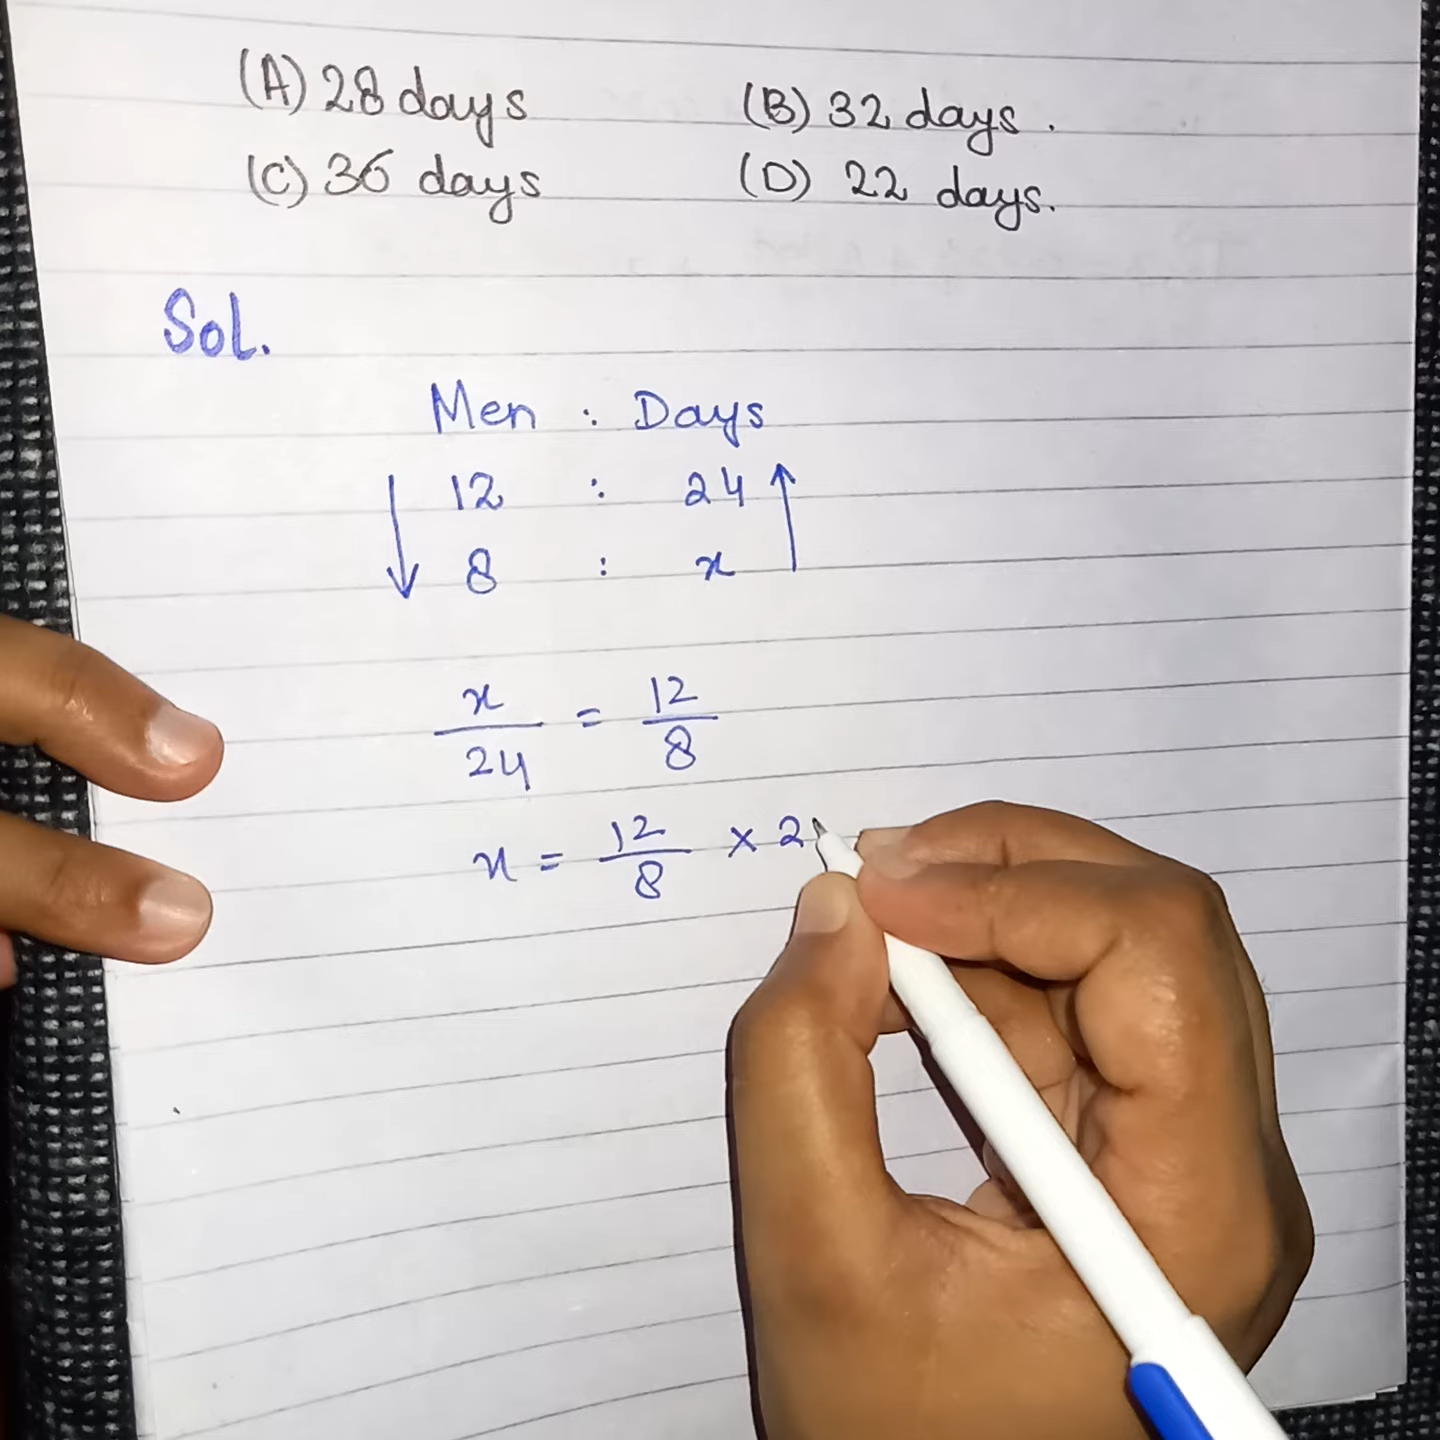 (A) 28 days (B) 32 days.
(C) 36 days (D) 22 days.
Sol.
Men : Days
12 : 24
8 : x
x/24 = 12/8
x = 12/8 × 2